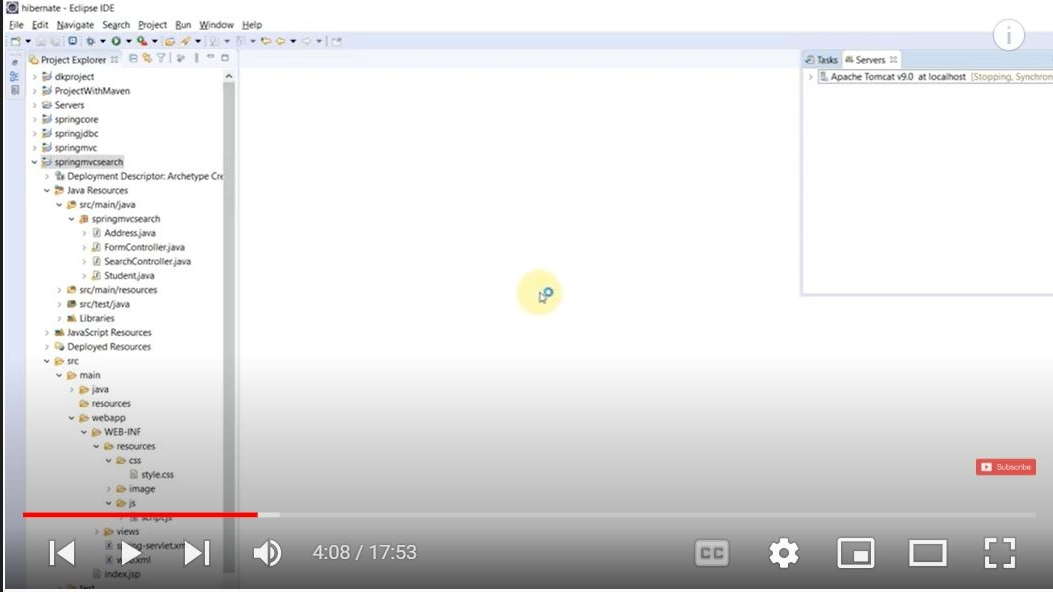 hibernate - Eclipse IDE
File Edit Navigate Search Project Run Window Help
Project Explorer
Tasks Servers
dkproject
Apache Tomcat v9.0 at localhost [Stopping, Synchron
ProjectWithMaven
Servers
springcore
springjdbc
springmvc
springmvcsearch
Deployment Descriptor: Archetype Cre
Java Resources
src/main/java
springmvcsearch
Address.java
FormController.java
SearchController.java
Student.java
src/main/resources
src/test/java
Libraries
JavaScript Resources
Deployed Resources
src
main
java
resources
webapp
WEB-INF
resources
css
style.css
Subscribe
image
js
script.js
views
4:08 / 17:53
CC
index.jsp